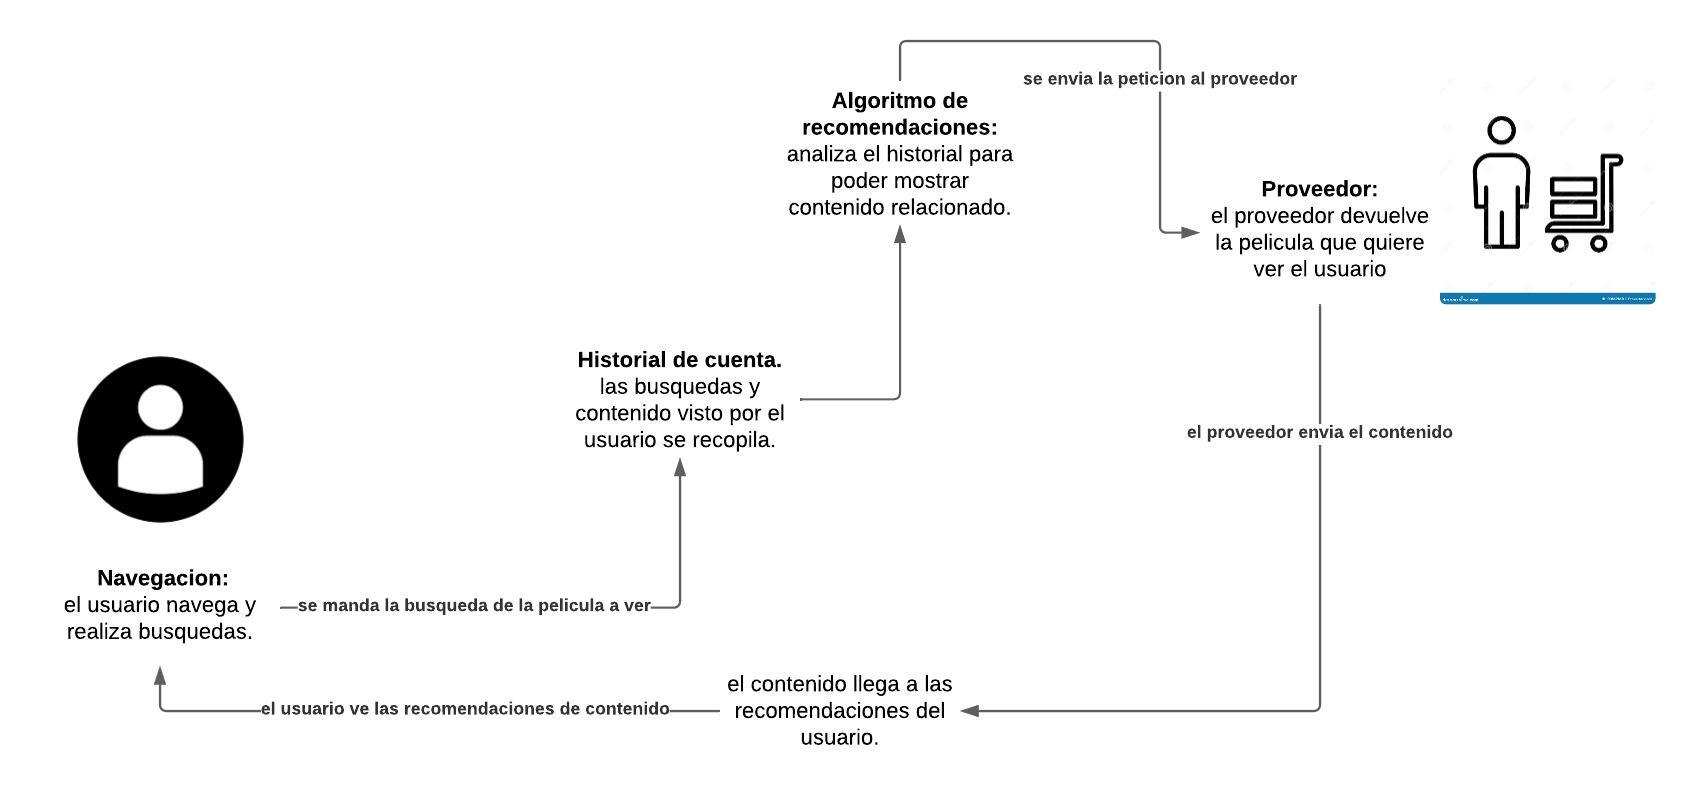 se envia la peticion al proveedor
Algoritmo de
recomendaciones:
analiza el historial para
poder mostrar
contenido relacionado.
Proveedor:
el proveedor devuelve
la pelicula que quiere
ver el usuario
Historial de cuenta.
las busquedas y
contenido visto por el
usuario se recopila.
el proveedor envia el contenido
Navegacion:
el usuario navega y
realiza busquedas.
se manda la busqueda de la pelicula a ver
el contenido llega a las
recomendaciones del
usuario.
el usuario ve las recomendaciones de contenido